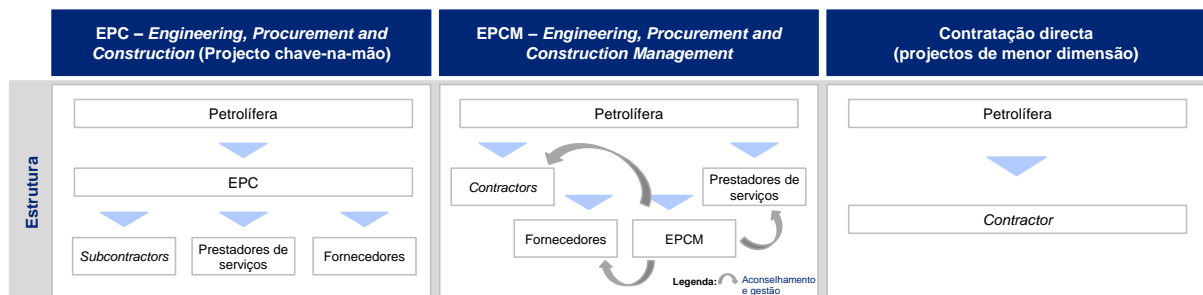 EPC – Engineering, Procurement and
Construction (Projecto chave-na-mão)
EPCM – Engineering, Procurement and
Construction Management
Contratação directa
(projectos de menor dimensão)
Estrutura
Petrolífera
EPC
Subcontractors
Prestadores de
serviços
Fornecedores
Petrolífera
Contractors
Prestadores de
serviços
Fornecedores
EPCM
Legenda:
Aconselhamento
e gestão
Petrolífera
Contractor